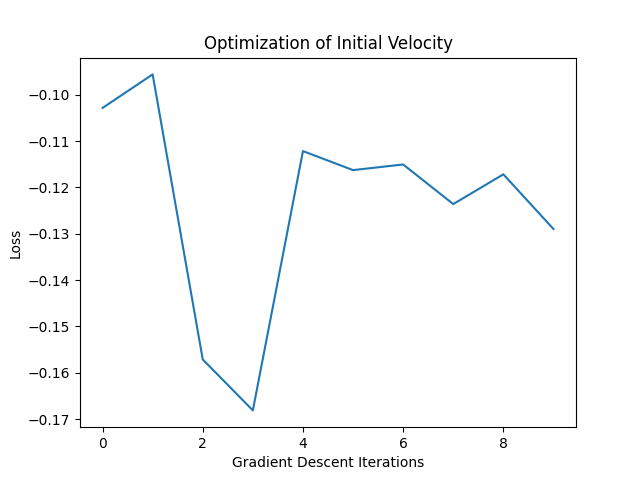 Optimization of Initial Velocity
−0.10
−0.11
−0.12
−0.13
−0.14
−0.15
−0.16
−0.17
Loss
0 2 4 6 8
Gradient Descent Iterations